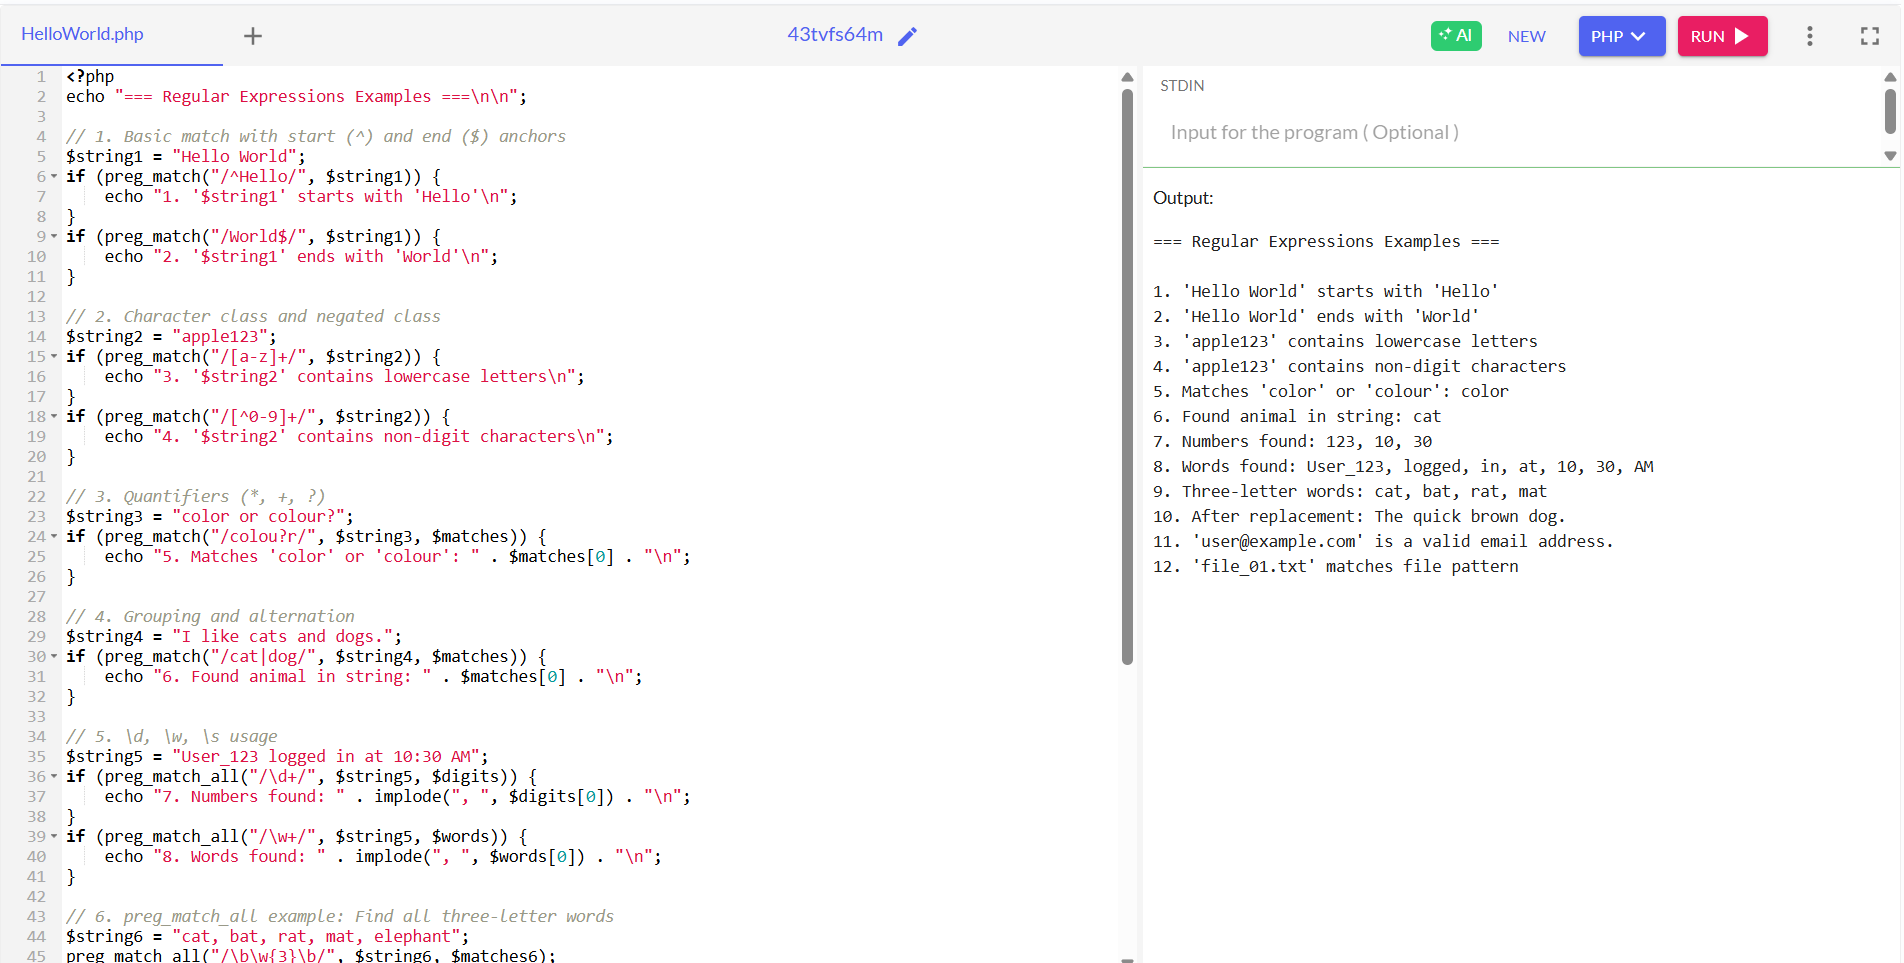 HelloWorld.php
+
43tvfs64m
AI
NEW
PHP
RUN
1 <?php
2 echo "=== Regular Expressions Examples ===\n\n";
3
4 // 1. Basic match with start (^) and end ($) anchors
5 $string1 = "Hello World";
6 if (preg_match("/^Hello/", $string1)) {
7     echo "1. '$string1' starts with 'Hello'\n";
8 }
9 if (preg_match("/World$/", $string1)) {
10     echo "2. '$string1' ends with 'World'\n";
11 }
12
13 // 2. Character class and negated class
14 $string2 = "apple123";
15 if (preg_match("/[a-z]+/", $string2)) {
16     echo "3. '$string2' contains lowercase letters\n";
17 }
18 if (preg_match("/[^0-9]+/", $string2)) {
19     echo "4. '$string2' contains non-digit characters\n";
20 }
21
22 // 3. Quantifiers (*, +, ?)
23 $string3 = "color or colour?";
24 if (preg_match("/colou?r/", $string3, $matches)) {
25     echo "5. Matches 'color' or 'colour': " . $matches[0] . "\n";
26 }
27
28 // 4. Grouping and alternation
29 $string4 = "I like cats and dogs.";
30 if (preg_match("/cat|dog/", $string4, $matches)) {
31     echo "6. Found animal in string: " . $matches[0] . "\n";
32 }
33
34 // 5. \d, \w, \s usage
35 $string5 = "User_123 logged in at 10:30 AM";
36 if (preg_match_all("/\d+/", $string5, $digits)) {
37     echo "7. Numbers found: " . implode(", ", $digits[0]) . "\n";
38 }
39 if (preg_match_all("/\w+/", $string5, $words)) {
40     echo "8. Words found: " . implode(", ", $words[0]) . "\n";
41 }
42
43 // 6. preg_match_all example: Find all three-letter words
44 $string6 = "cat, bat, rat, mat, elephant";
45 preg_match_all("/\b\w{3}\b/", $string6, $matches6);
STDIN
Input for the program ( Optional )
Output:
=== Regular Expressions Examples ===
1. 'Hello World' starts with 'Hello'
2. 'Hello World' ends with 'World'
3. 'apple123' contains lowercase letters
4. 'apple123' contains non-digit characters
5. Matches 'color' or 'colour': color
6. Found animal in string: cat
7. Numbers found: 123, 10, 30
8. Words found: User_123, logged, in, at, 10, 30, AM
9. Three-letter words: cat, bat, rat, mat
10. After replacement: The quick brown dog.
11. 'user@example.com' is a valid email address.
12. 'file_01.txt' matches file pattern